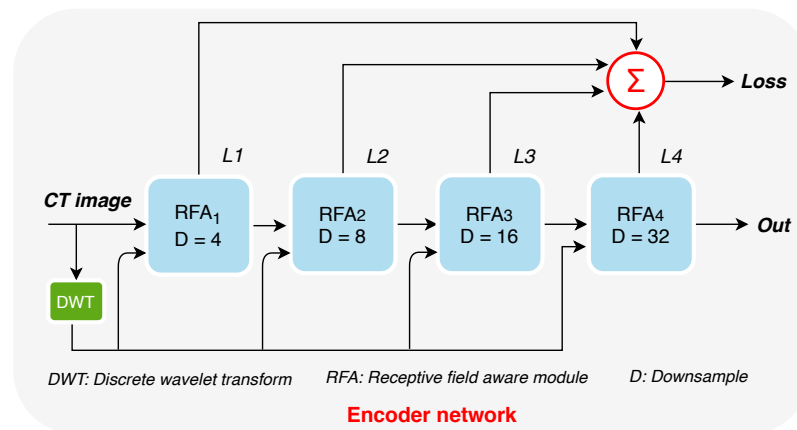 Σ
Loss
L1
L2
L3
L4
CT image
RFA1
D = 4
RFA2
D = 8
RFA3
D = 16
RFA4
D = 32
Out
DWT
DWT: Discrete wavelet transform
RFA: Receptive field aware module
D: Downsample
Encoder network